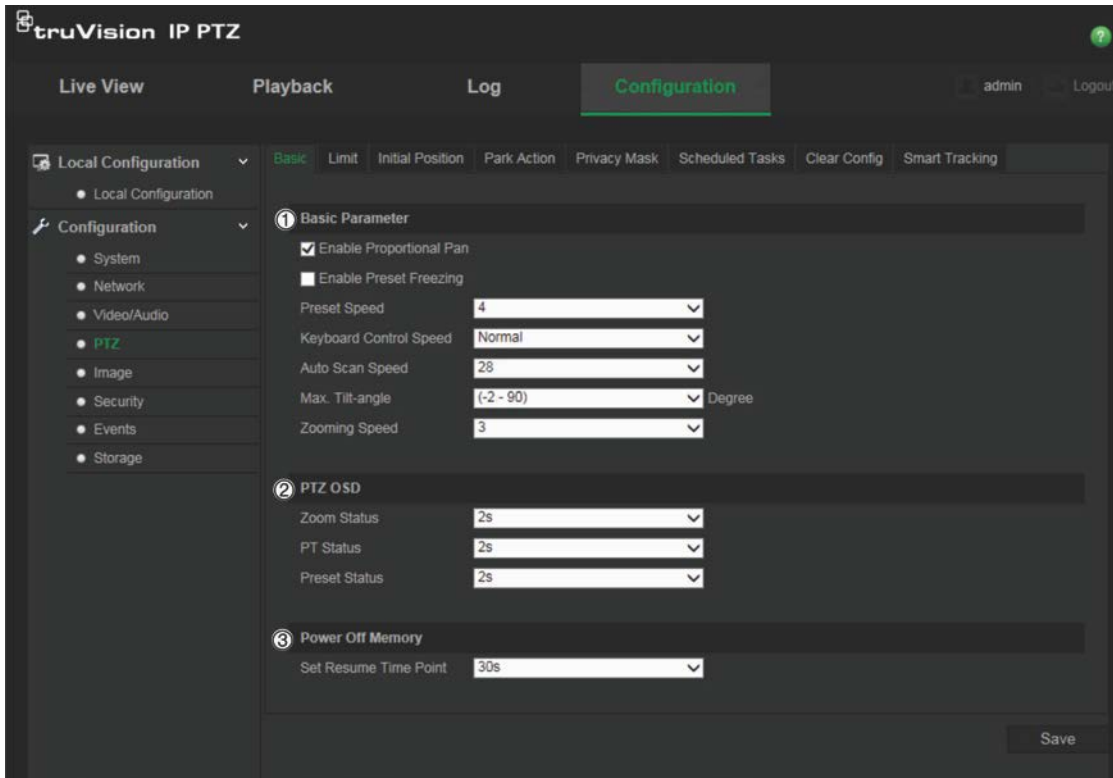 truVision IP PTZ
?
Live View Playback Log Configuration admin Logou
Local Configuration
Local Configuration
Configuration
System
Network
Video/Audio
PTZ
Image
Security
Events
Storage
Basic Limit Initial Position Park Action Privacy Mask Scheduled Tasks Clear Config Smart Tracking
① Basic Parameter
Enable Proportional Pan
Enable Preset Freezing
Preset Speed 4
Keyboard Control Speed Normal
Auto Scan Speed 28
Max. Tilt-angle (-2 - 90) Degree
Zooming Speed 3
② PTZ OSD
Zoom Status 2s
PT Status 2s
Preset Status 2s
③ Power Off Memory
Set Resume Time Point 30s
Save